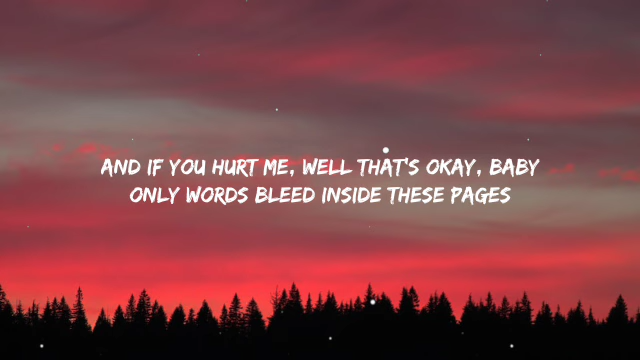 AND IF YOU HURT ME, WELL THAT'S OKAY, BABY
ONLY WORDS BLEED INSIDE THESE PAGES